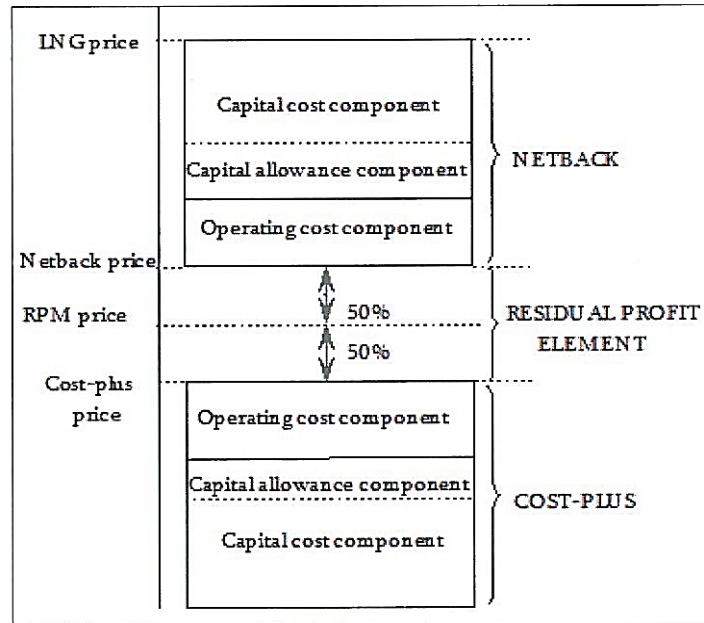 LNG price
Capital cost component
Capital allowance component
NETBACK
Operating cost component
Netback price
50%
RPM price
RESIDUAL PROFIT
ELEMENT
50%
Cost-plus
price
Operating cost component
Capital allowance component
COST-PLUS
Capital cost component